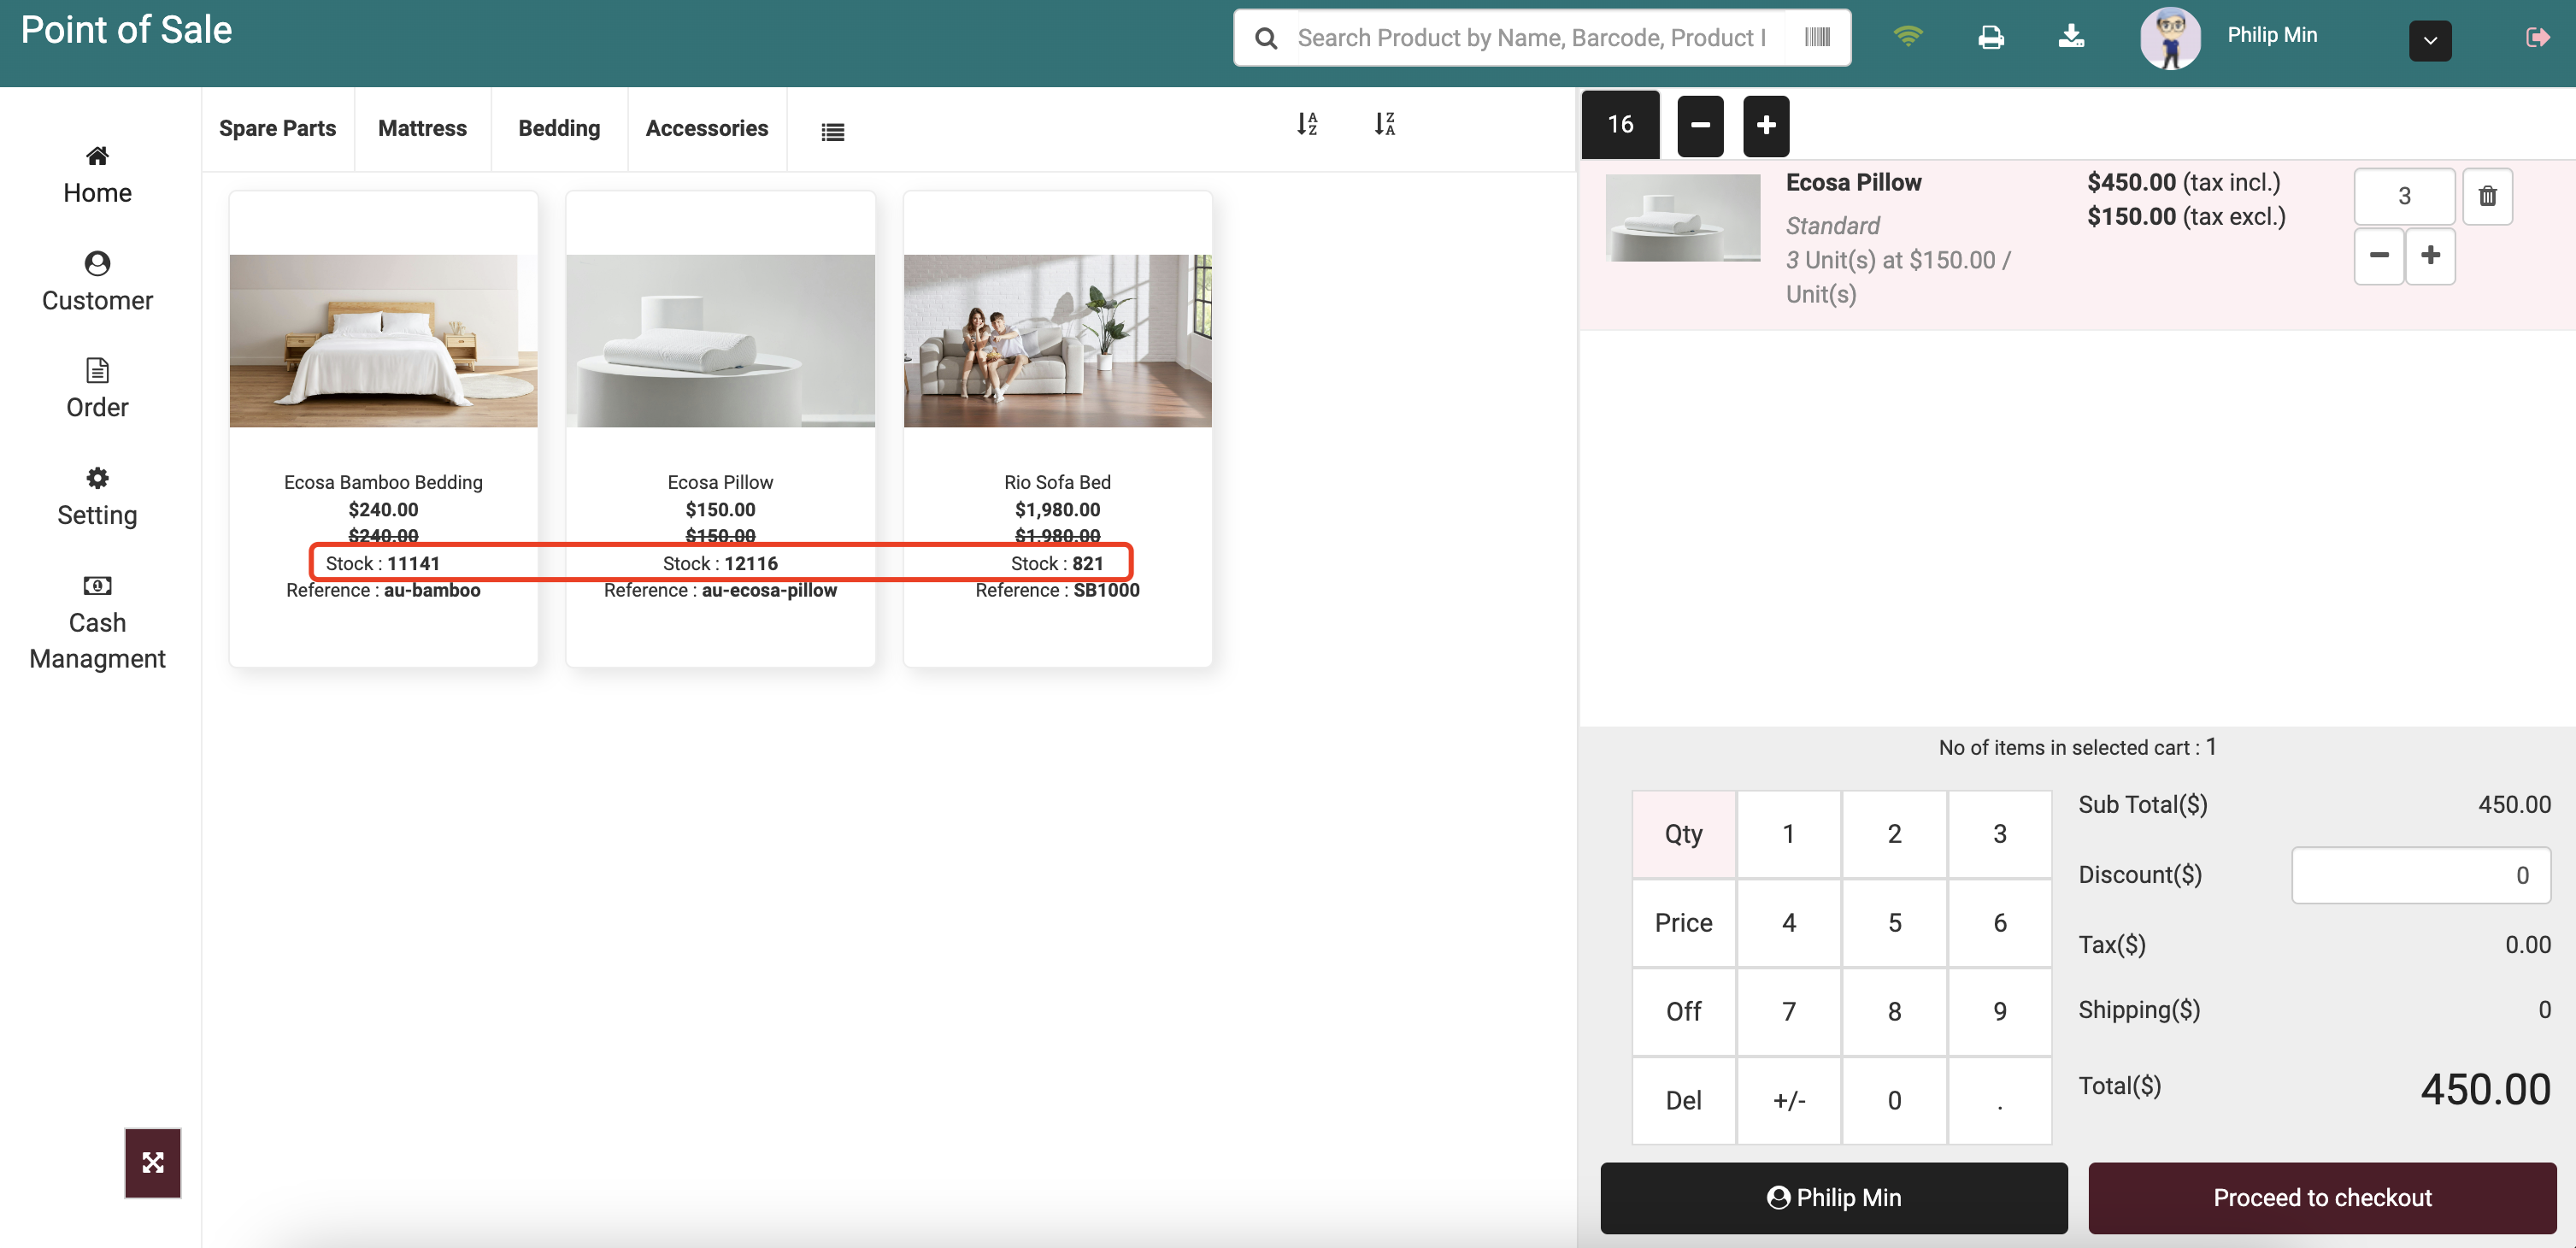 Point of Sale
Search Product by Name, Barcode, Product I
Philip Min
Home
Customer
Order
Setting
Cash
Managment
Spare Parts
Mattress
Bedding
Accessories
A
Z
Z
A
Ecosa Bamboo Bedding
$240.00
$240.00
Stock : 11141
Reference : au-bamboo
Ecosa Pillow
$150.00
$150.00
Stock : 12116
Reference : au-ecosa-pillow
Rio Sofa Bed
$1,980.00
$1,980.00
Stock : 821
Reference : SB1000
16
Ecosa Pillow
Standard
3 Unit(s) at $150.00 /
Unit(s)
$450.00 (tax incl.)
$150.00 (tax excl.)
3
No of items in selected cart : 1
Qty
1
2
3
Price
4
5
6
Off
7
8
9
Del
+/-
0
.
Sub Total($)
450.00
Discount($)
0
Tax($)
0.00
Shipping($)
0
Total($)
450.00
Philip Min
Proceed to checkout